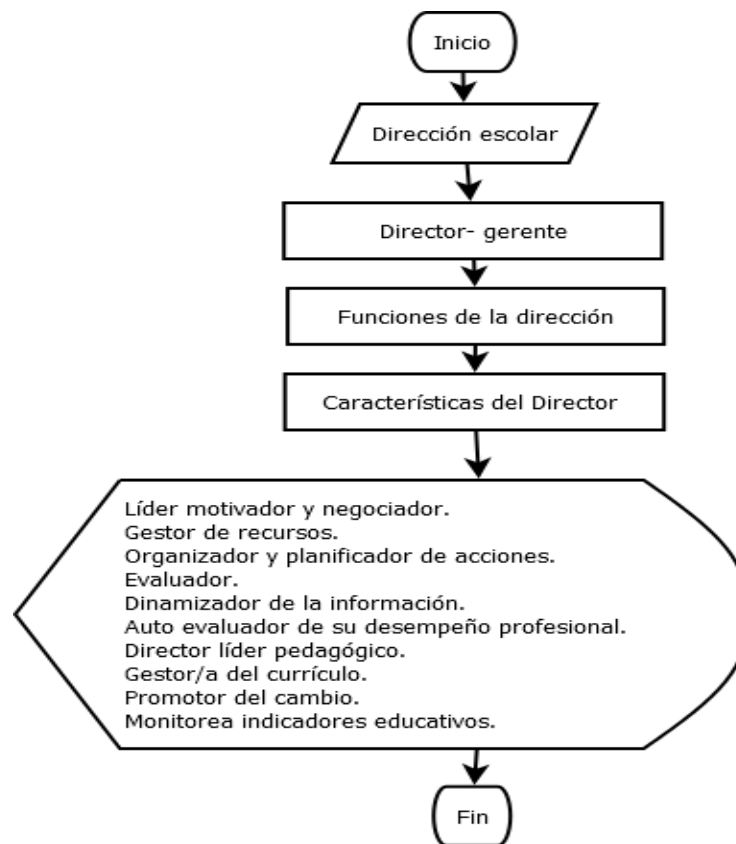 Inicio
Dirección escolar
Director- gerente
Funciones de la dirección
Características del Director
Líder motivador y negociador.
Gestor de recursos.
Organizador y planificador de acciones.
Evaluador.
Dinamizador de la información.
Auto evaluador de su desempeño profesional.
Director líder pedagógico.
Gestor/a del currículo.
Promotor del cambio.
Monitorea indicadores educativos.
Fin